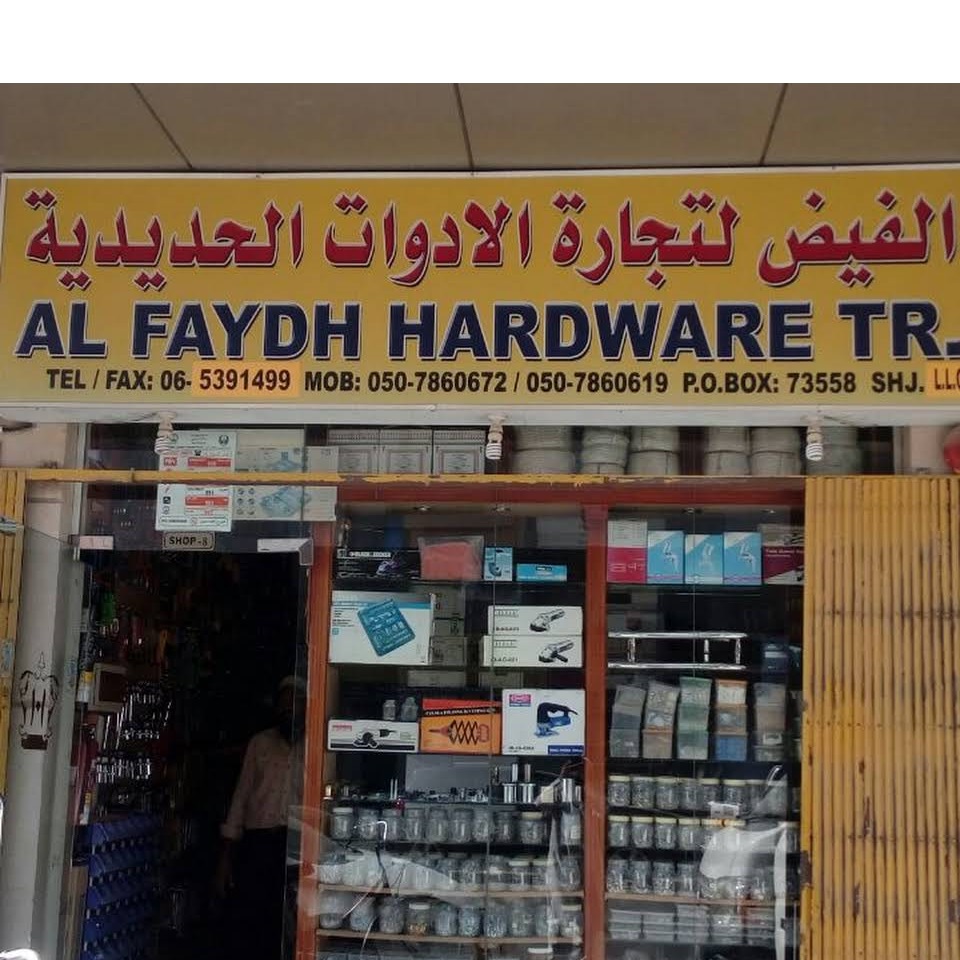 الفيض لتجارة الادوات الحديدية
AL FAYDH HARDWARE TR.
TEL / FAX: 06- 5391499 MOB: 050-7860672 / 050-7860619 P.O.BOX: 73558 SHJ.
SHOP-8